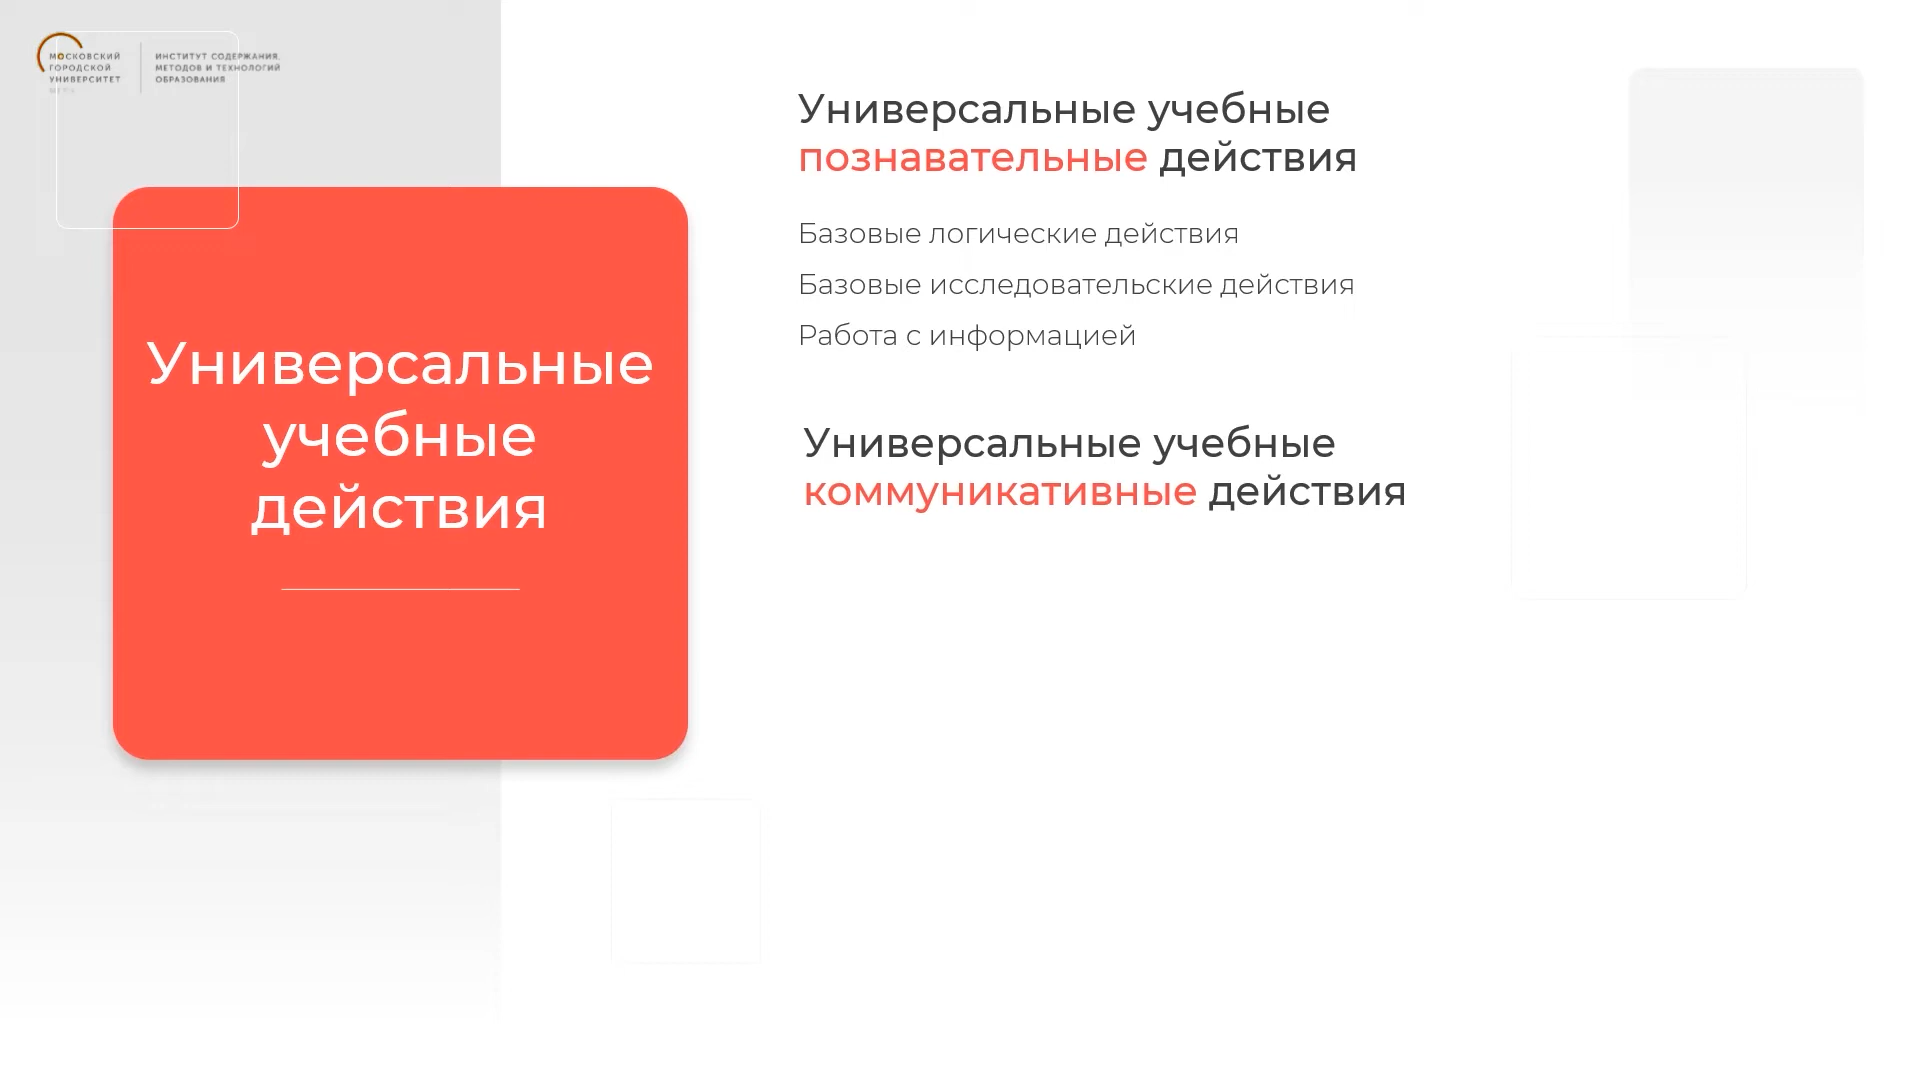 МОСКОВСКИЙ
ГОРОДСКОЙ
УНИВЕРСИТЕТ
ИНСТИТУТ СОДЕРЖАНИЯ,
МЕТОДОВ И ТЕХНОЛОГИЙ
ОБРАЗОВАНИЯ
Универсальные
учебные
действия
Универсальные учебные
познавательные действия
Базовые логические действия
Базовые исследовательские действия
Работа с информацией
Универсальные учебные
коммуникативные действия